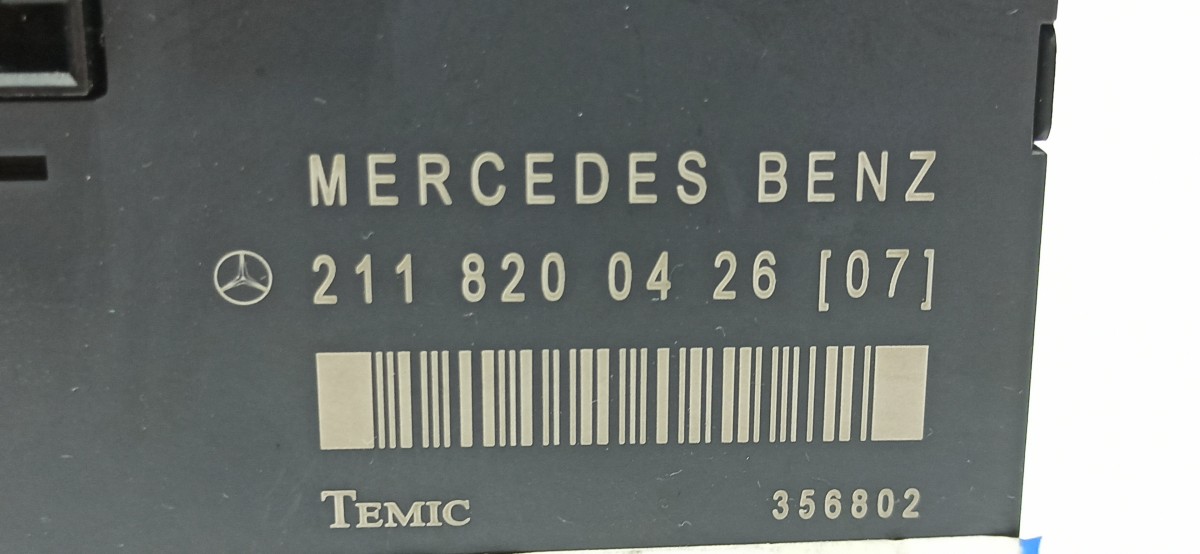 MERCEDES BENZ
211 820 04 26 [07]
TEMIC
356802